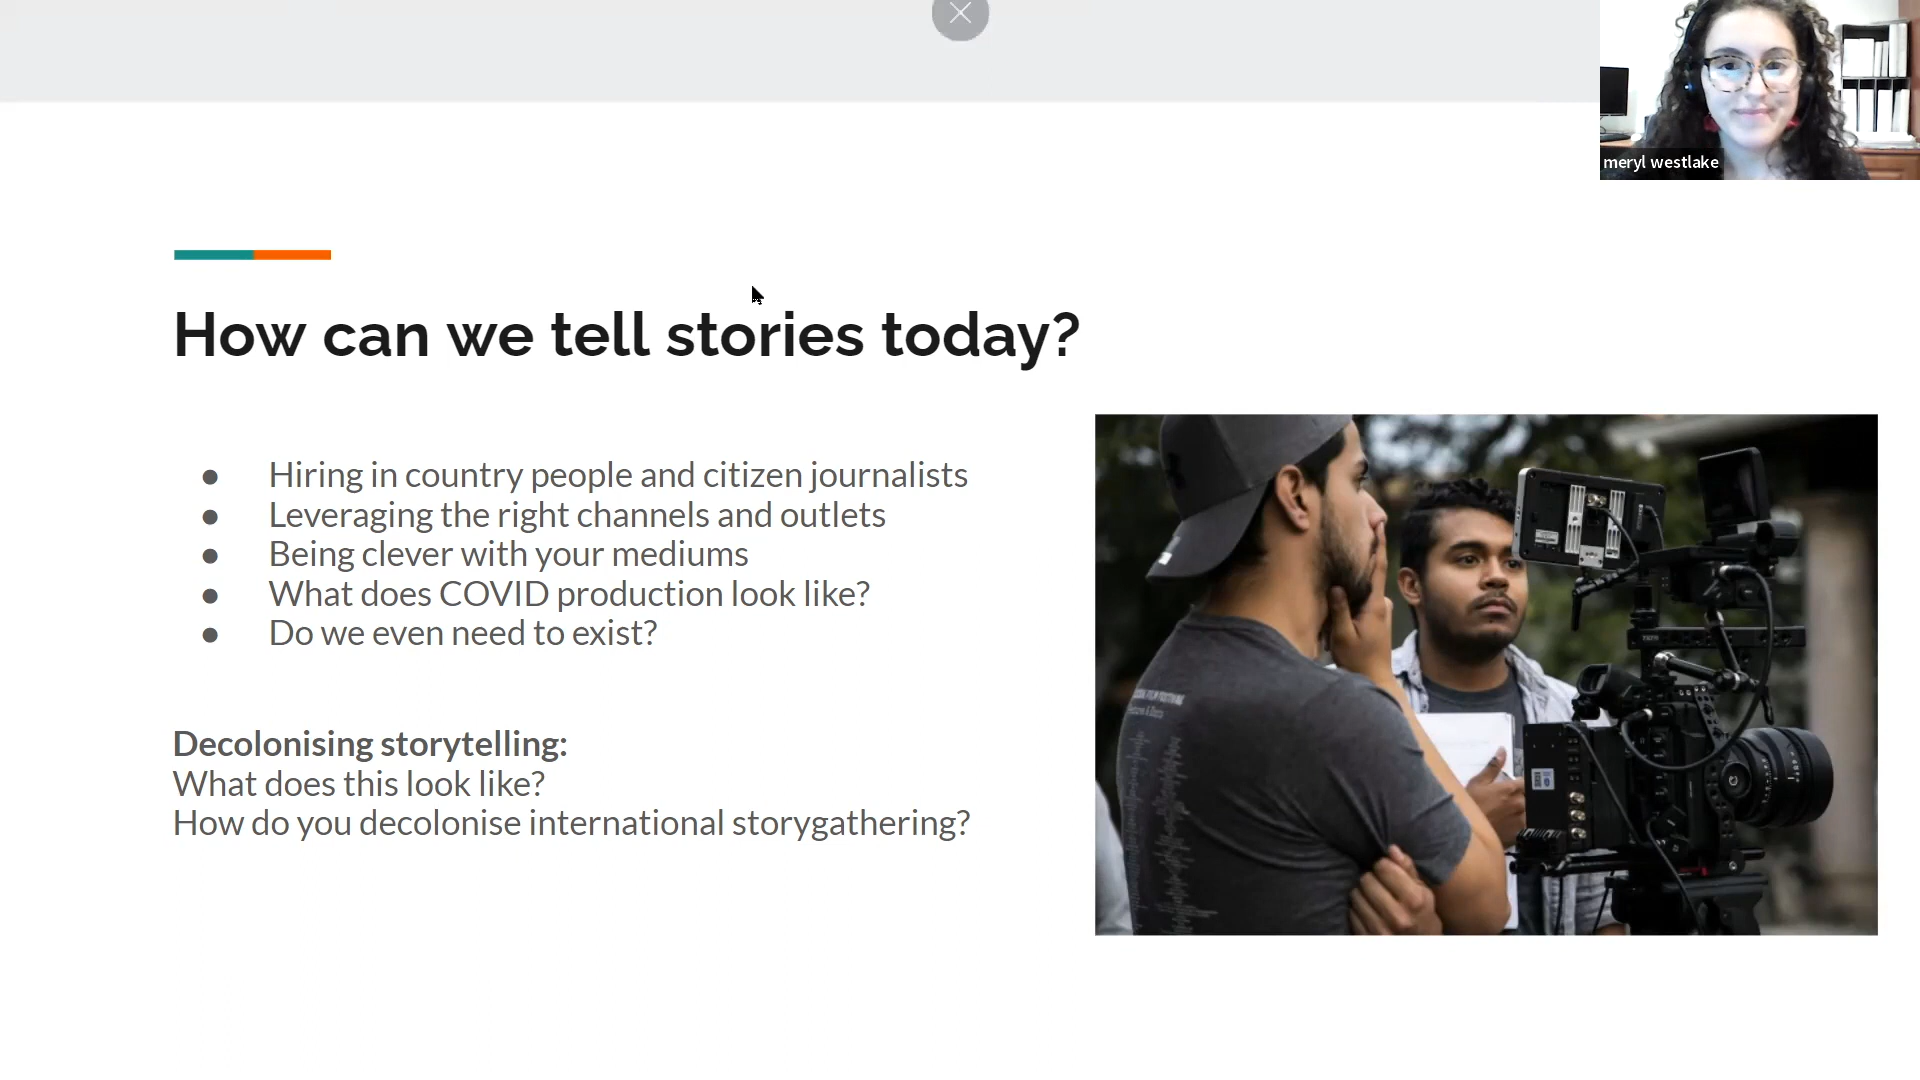 meryl westlake
How can we tell stories today?
● Hiring in country people and citizen journalists
● Leveraging the right channels and outlets
● Being clever with your mediums
● What does COVID production look like?
● Do we even need to exist?
Decolonising storytelling:
What does this look like?
How do you decolonise international storygathering?